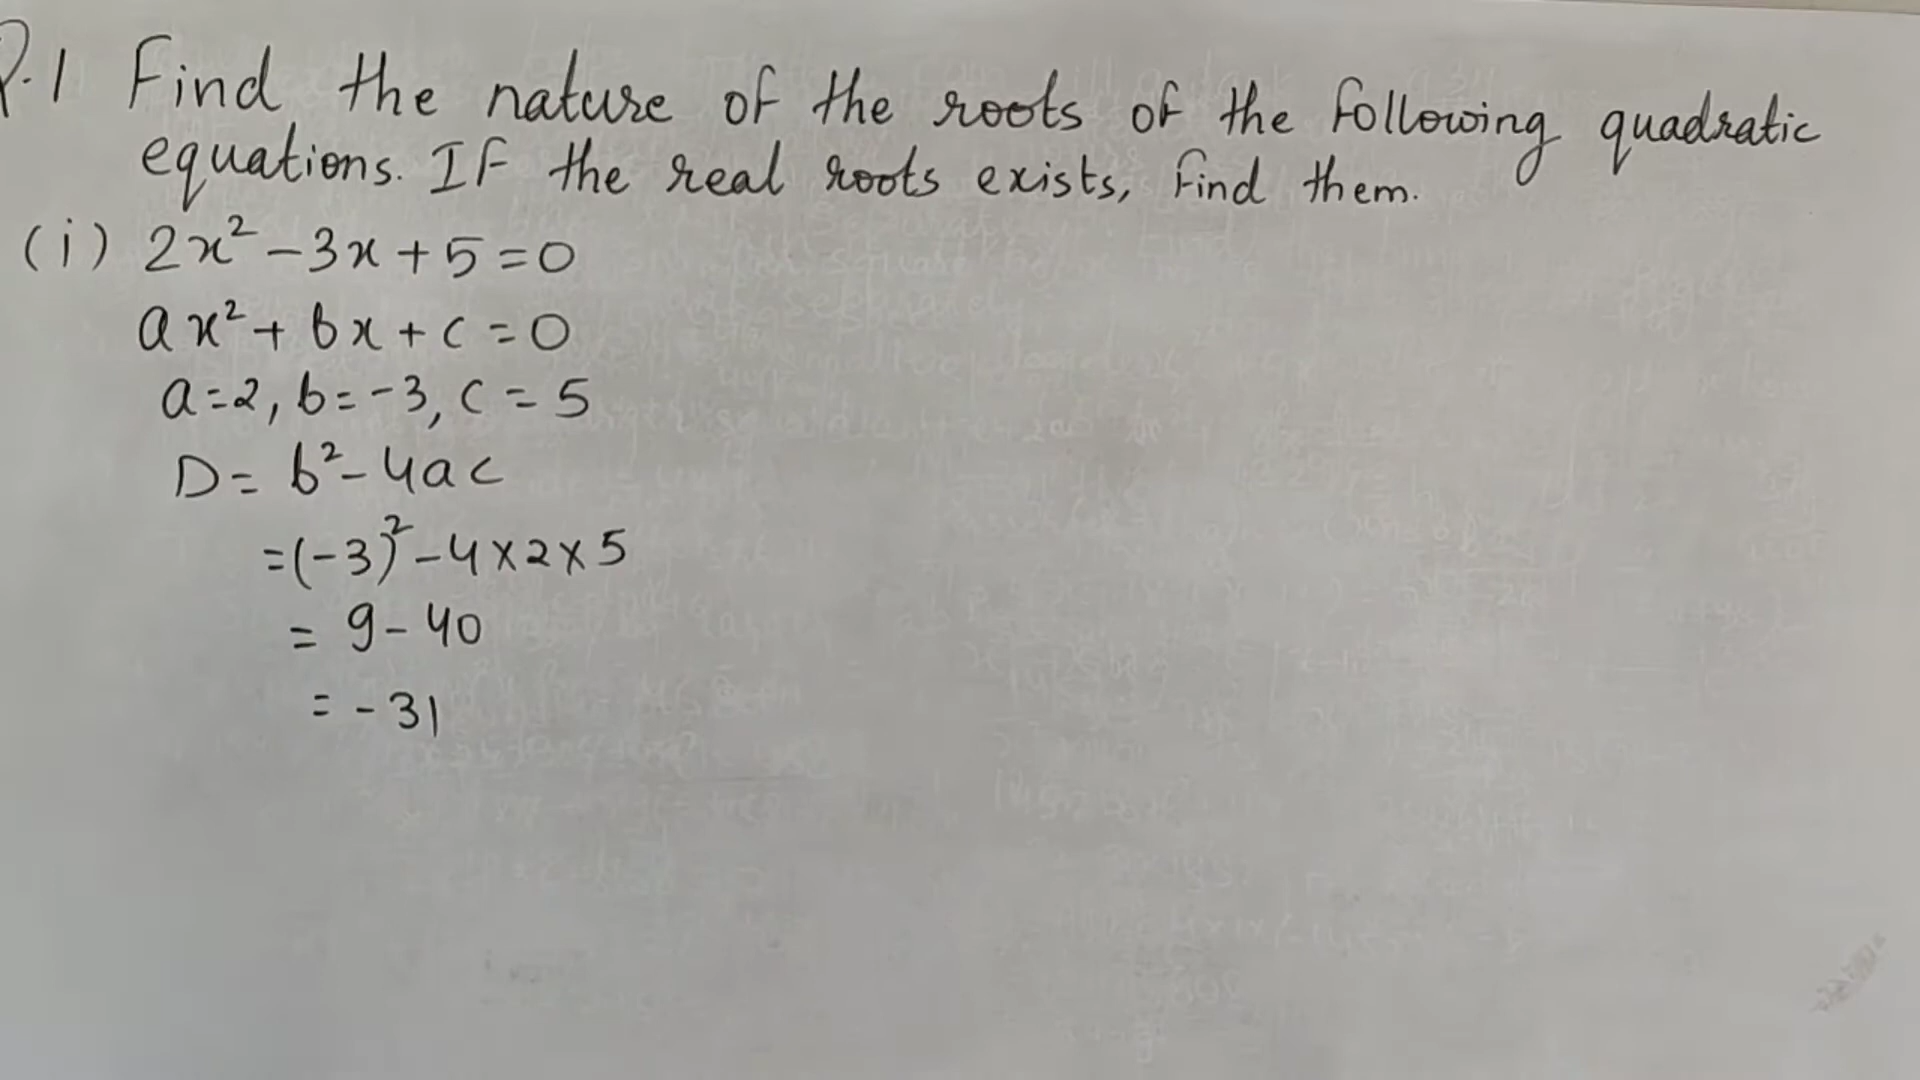 .1 Find the nature of the roots of the following quadratic
equations. If the real roots exists, find them.
(i) 2x² - 3x + 5 = 0
ax² + bx + c = 0
a = 2, b = -3, c = 5
D = b² - 4ac
= (-3)² - 4 × 2 × 5
= 9 - 40
= -31